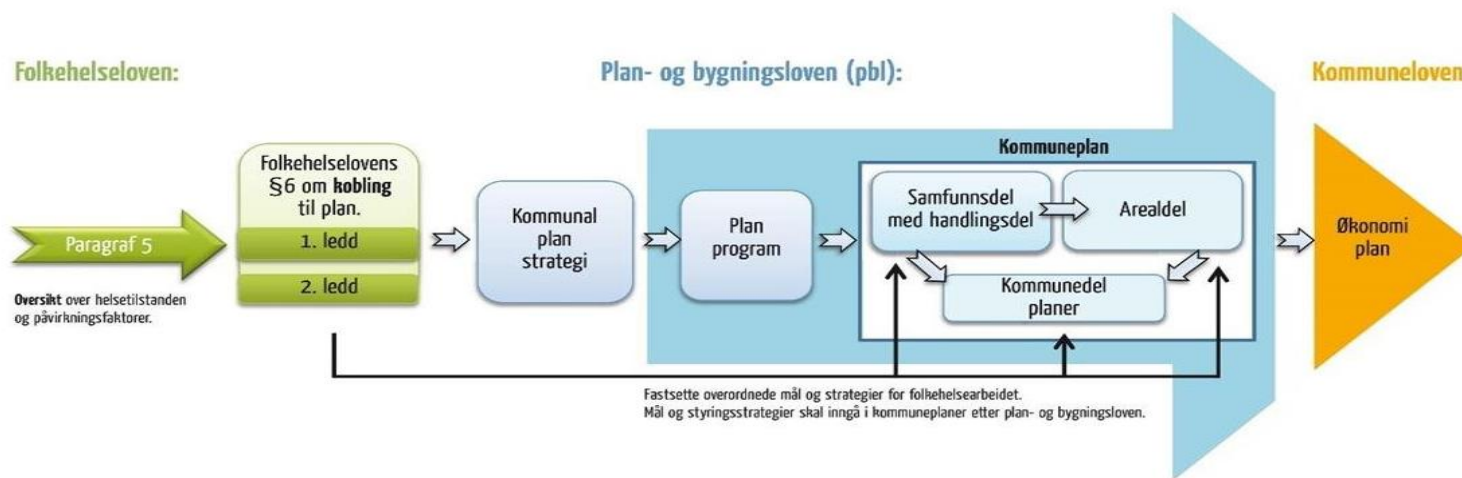 Folkehelseloven:
Plan- og bygningsloven (pbl):
Kommuneloven
Paragraf 5
Oversikt over helsetilstanden
og påvirkningsfaktorer.
Folkehelselovens
§6 om kobling
til plan.
1. ledd
2. ledd
Kommunal
plan
strategi
Plan
program
Kommuneplan
Samfunnsdel
med handlingsdel
Arealdel
Kommunedel
planer
Økonomi
plan
Fastsette overordnede mål og strategier for folkehelsearbeidet.
Mål og styringsstrategier skal inngå i kommuneplaner etter plan- og bygningsloven.